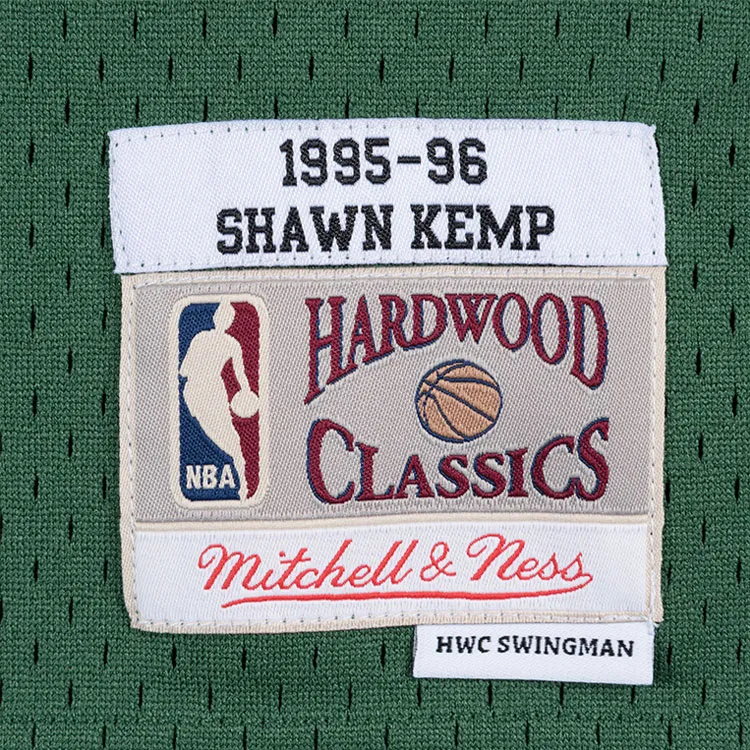 1995-96
SHAWN KEMP
HARDWOOD
NBA
CLASSICS
Mitchell & Ness
HWC SWINGMAN